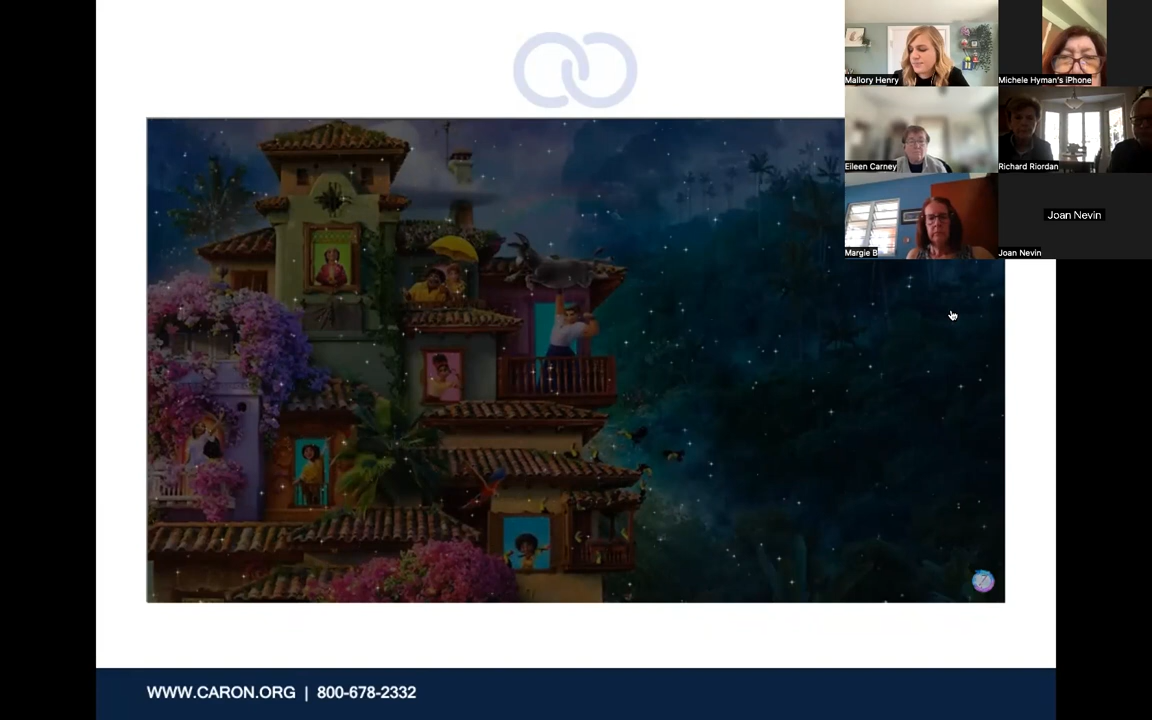 Mallory Henry
Michele Hyman's iPhone
Eileen Carney
Richard Riordan
Margie B
Joan Nevin
Joan Nevin
WWW.CARON.ORG | 800-678-2332